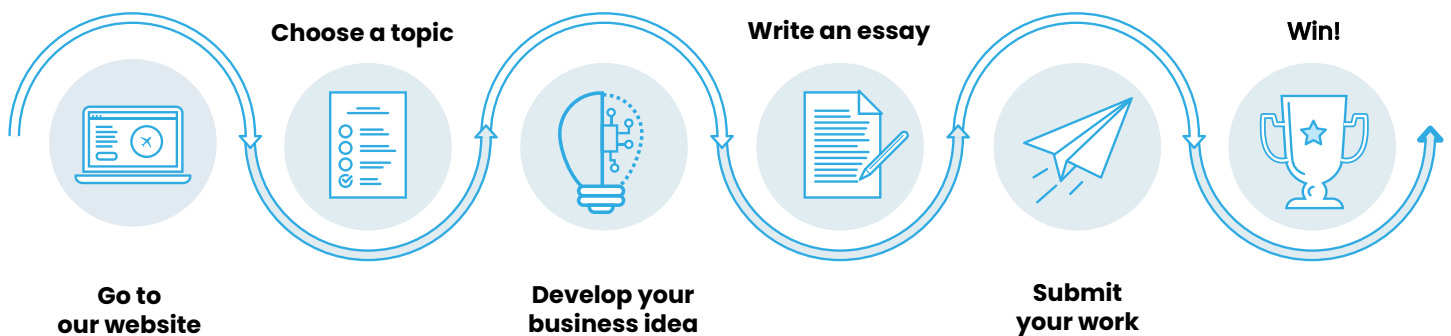 Go to
our website
Choose a topic
Develop your
business idea
Write an essay
Submit
your work
Win!